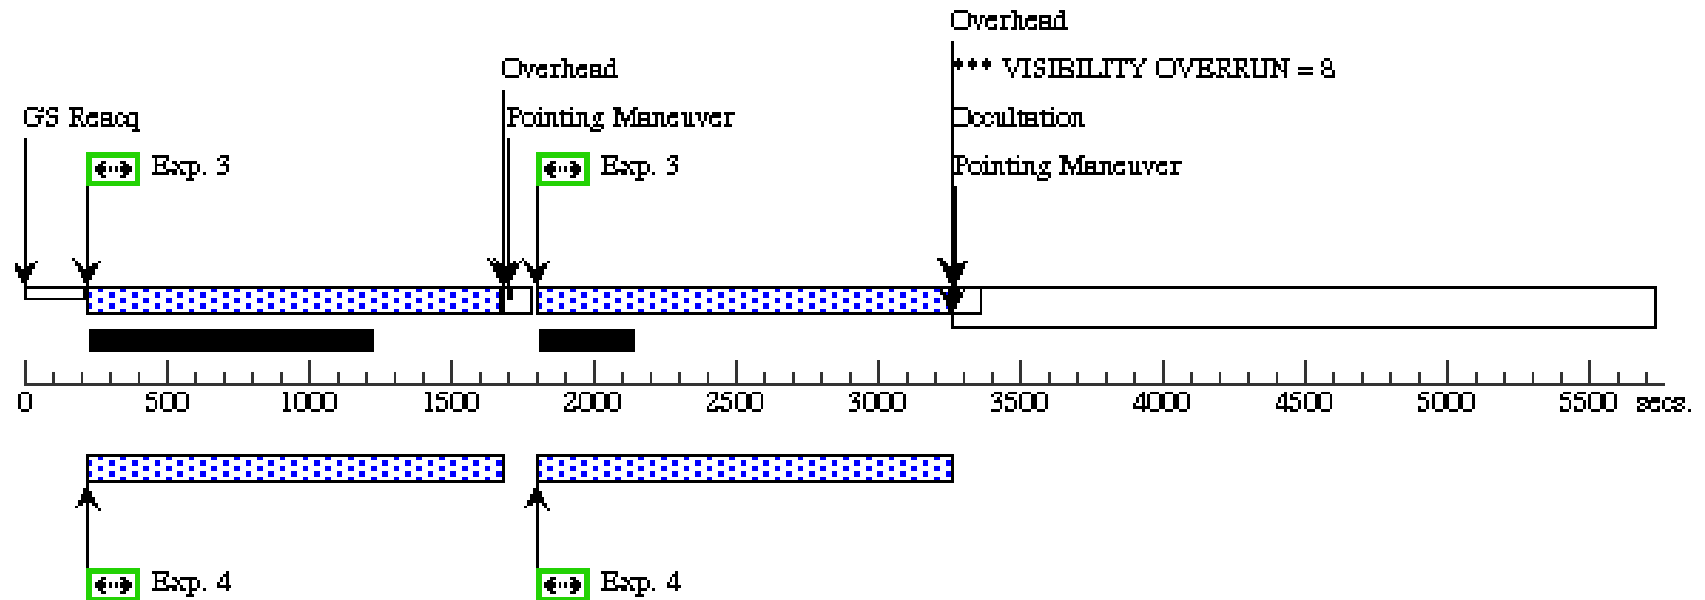 Overhead
Overhead
*** VISIBILITY OVERRUN = 8
GS Reacq
Pointing Maneuver
Occultation
Exp. 3
Exp. 3
Pointing Maneuver
0 500 1000 1500 2000 2500 3000 3500 4000 4500 5000 5500 secs.
Exp. 4
Exp. 4